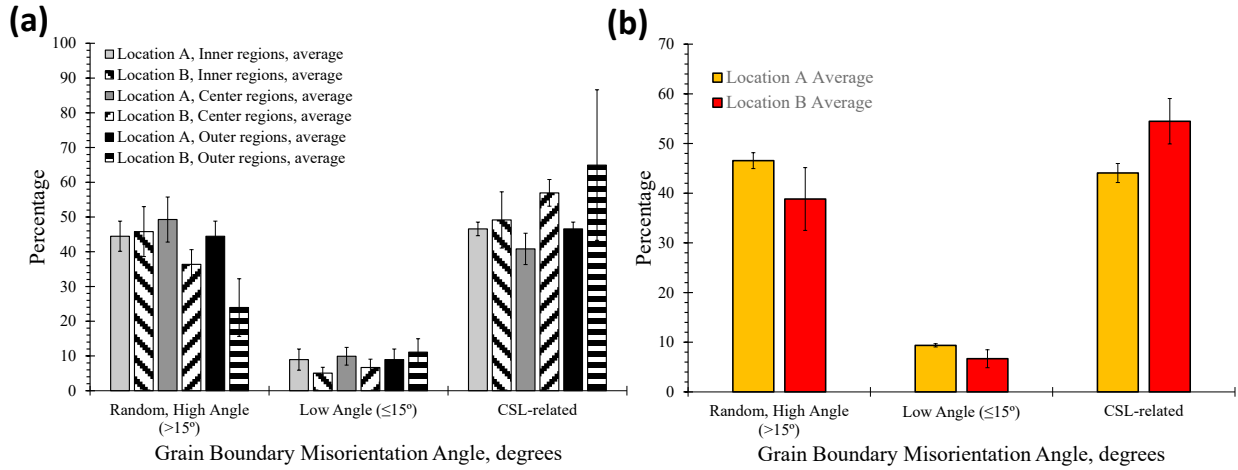 (a)
100
90
80
70
60
50
40
30
20
10
0
Percentage
Location A, Inner regions, average
Location B, Inner regions, average
Location A, Center regions, average
Location B, Center regions, average
Location A, Outer regions, average
Location B, Outer regions, average
Random, High Angle
(>15º)
Low Angle (≤15º)
CSL-related
Grain Boundary Misorientation Angle, degrees
(b)
70
60
50
40
30
20
10
0
Percentage
Location A Average
Location B Average
Random, High Angle
(>15º)
Low Angle (≤15º)
CSL-related
Grain Boundary Misorientation Angle, degrees